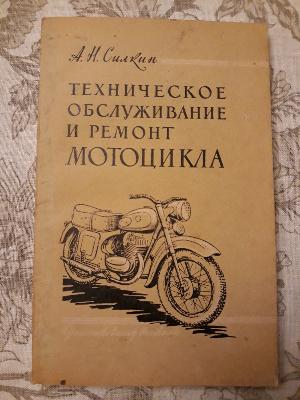 А. Н. Силкин
ТЕХНИЧЕСКОЕ
ОБСЛУЖИВАНИЕ
И РЕМОНТ
МОТОЦИКЛА